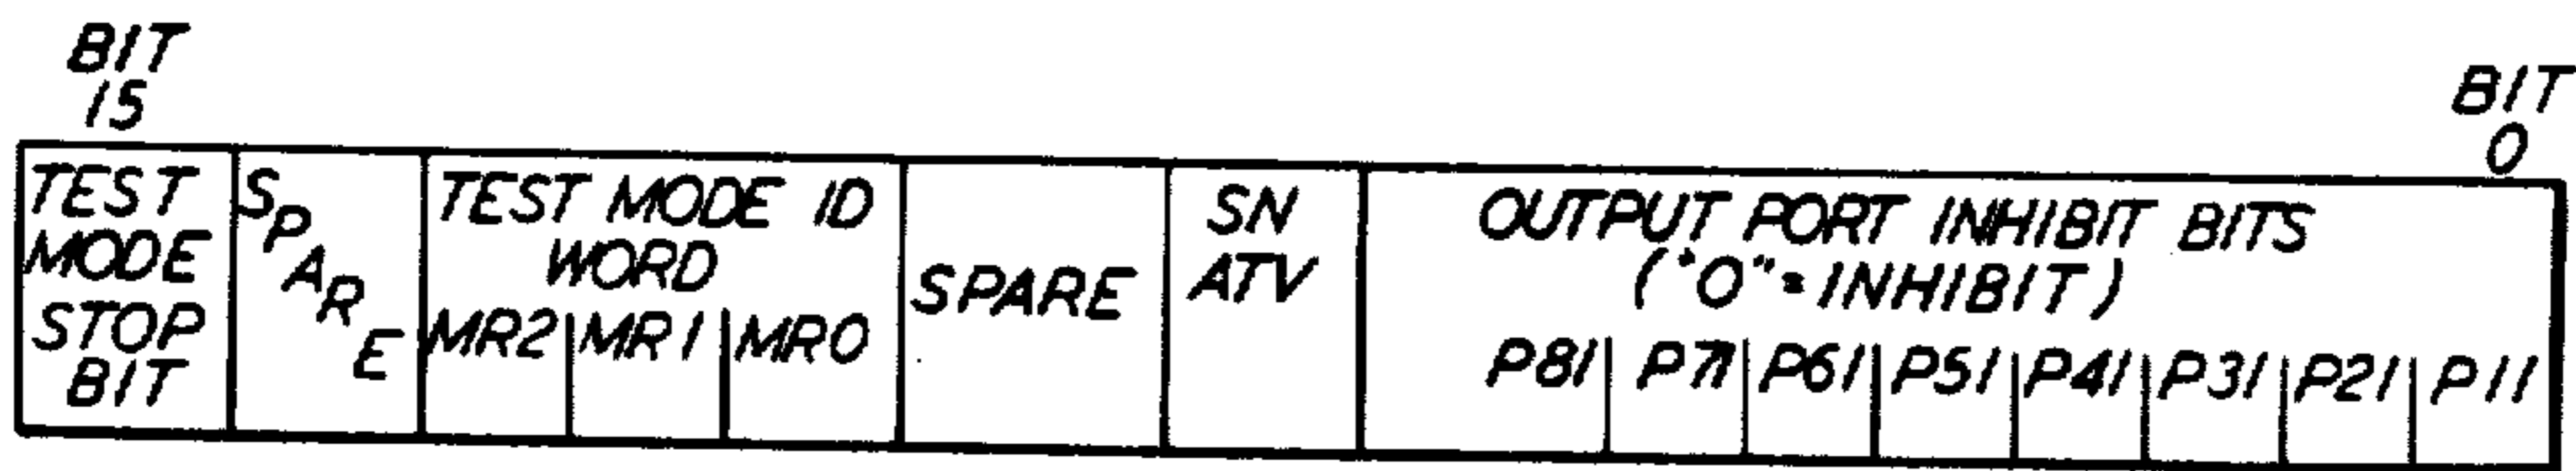 BIT
15
BIT
0
TEST
MODE
STOP
BIT
SPARE
TEST MODE ID
WORD
MR2 MR1 MR0
SPARE
SN
ATV
OUTPUT PORT INHIBIT BITS
("0"=INHIBIT)
P8I P7I P6I P5I P4I P3I P2I P1I